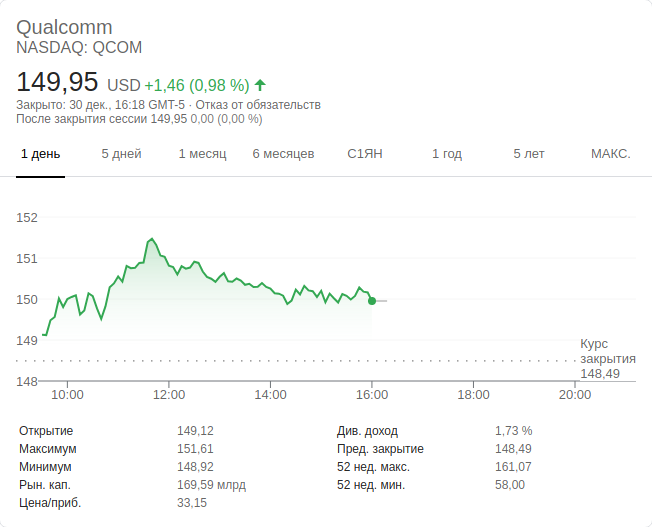 Qualcomm
NASDAQ: QCOM
149,95 USD +1,46 (0,98 %)
Закрыто: 30 дек., 16:18 GMT-5 · Отказ от обязательств
После закрытия сессии 149,95 0,00 (0,00 %)
1 день 5 дней 1 месяц 6 месяцев С1ЯН 1 год 5 лет МАКС.
152
151
150
149
Курс
закрытия
148,49
148
10:00 12:00 14:00 16:00 18:00 20:00
Открытие 149,12 Див. доход 1,73 %
Максимум 151,61 Пред. закрытие 148,49
Минимум 148,92 52 нед. макс. 161,07
Рын. кап. 169,59 млрд 52 нед. мин. 58,00
Цена/приб. 33,15